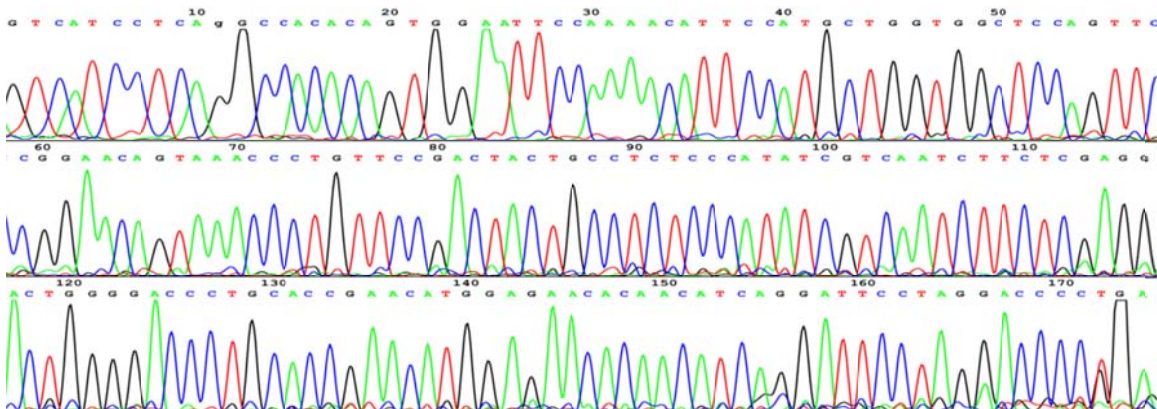 10 20 30 40 50
G T C A T C C T C A g G C C A C A C A G T G G A A T T C C A A A A C A T T C C A T G C T G G T G G C T C C A G T T C
60 70 80 90 100 110
C G G A A C A G T A A A C C C T G T T C C G A C T A C T G C C T C T C C C A T A T C G T C A A T C T T C T C G A G G
120 130 140 150 160 170
A C T G G G G A C C C T G C A C C G A A C A T G G A G A A C A C A A C A T C A G G A T T C C T A G G A C C C C T G A